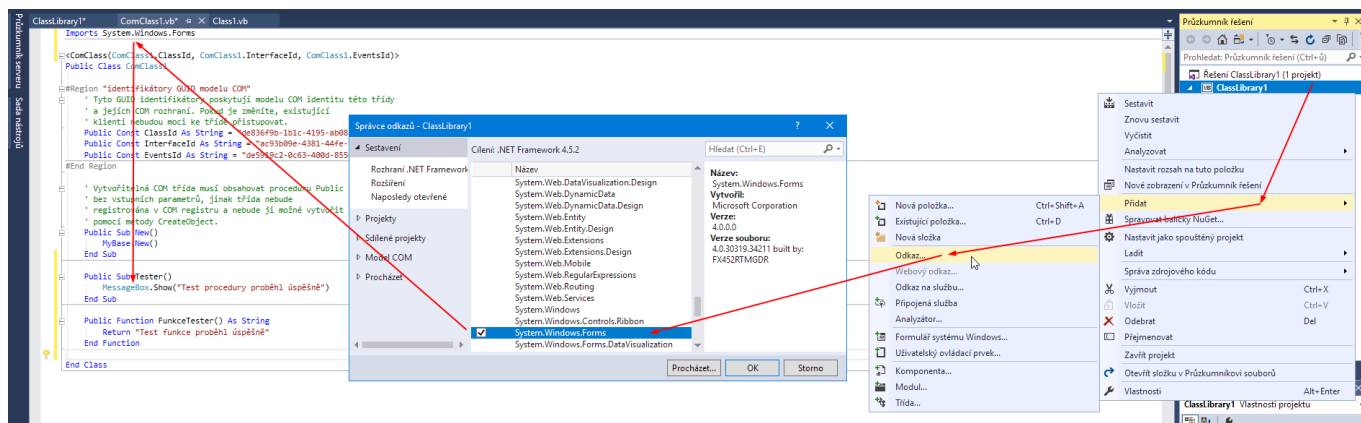 Průzkumník serveru
Sada nástrojů
ClassLibrary1*
ComClass1.vb*
Class1.vb
Imports System.Windows.Forms
<ComClass(ComClass1.ClassId, ComClass1.InterfaceId, ComClass1.EventsId)>
Public Class ComClass1
#Region "identifikátory GUID modelu COM"
' Tyto GUID identifikátory poskytují modelu COM identitu této třídy
' a jejích COM rozhraní. Pokud je změníte, existující
' klienti nebudou moci ke třídě přistupovat.
Public Const ClassId As String = "de836f9b-1b1c-4195-ab08
Public Const InterfaceId As String = "ac93b09e-4381-44fe-
Public Const EventsId As String = "de5919c2-0c63-400d-855
#End Region
' Vytvořitelná COM třída musí obsahovat proceduru Public
' bez vstupních parametrů, jinak třída nebude
' registrována v COM registru a nebude ji možné vytvořit
' pomocí metody CreateObject.
Public Sub New()
MyBase.New()
End Sub
Public Sub Tester()
MessageBox.Show("Test procedury proběhl úspěšně")
End Sub
Public Function FunkceTester() As String
Return "Test funkce proběhl úspěšně"
End Function
End Class
Správce odkazů - ClassLibrary1
Sestavení
Rozhraní .NET Framework
Rozšíření
Naposledy otevřené
Projekty
Sdílené projekty
Model COM
Procházet
Cílení: .NET Framework 4.5.2
Hledat (Ctrl+E)
Název
System.Web.DataVisualization.Design
System.Web.DynamicData
System.Web.DynamicData.Design
System.Web.Entity
System.Web.Entity.Design
System.Web.Extensions
System.Web.Extensions.Design
System.Web.Mobile
System.Web.RegularExpressions
System.Web.Routing
System.Web.Services
System.Windows
System.Windows.Controls.Ribbon
System.Windows.Forms
System.Windows.Forms.DataVisualization
Název:
System.Windows.Forms
Vytvořil:
Microsoft Corporation
Verze:
4.0.0.0
Verze souboru:
4.0.30319.34211 built by:
FX452RTMGDR
Procházet...
OK
Storno
Nová položka... Ctrl+Shift+A
Existující položka... Ctrl+D
Nová složka
Odkaz...
Webový odkaz...
Odkaz na službu...
Připojená služba
Analyzátor...
Formulář systému Windows...
Uživatelský ovládací prvek...
Komponenta...
Modul...
Třída...
Průzkumník řešení
Prohledat: Průzkumník řešení (Ctrl+ů)
Řešení ClassLibrary1 (1 projekt)
ClassLibrary1
Sestavit
Znovu sestavit
Vyčistit
Analyzovat
Nastavit rozsah na tuto položku
Nové zobrazení v Průzkumník řešení
Přidat
Spravovat balíčky NuGet...
Nastavit jako spouštěný projekt
Ladit
Správa zdrojového kódu
Vyjmout Ctrl+X
Vložit Ctrl+V
Odebrat Del
Přejmenovat
Zavřít projekt
Otevřít složku v Průzkumníkovi souborů
Vlastnosti Alt+Enter
ClassLibrary1 Vlastnosti projektu